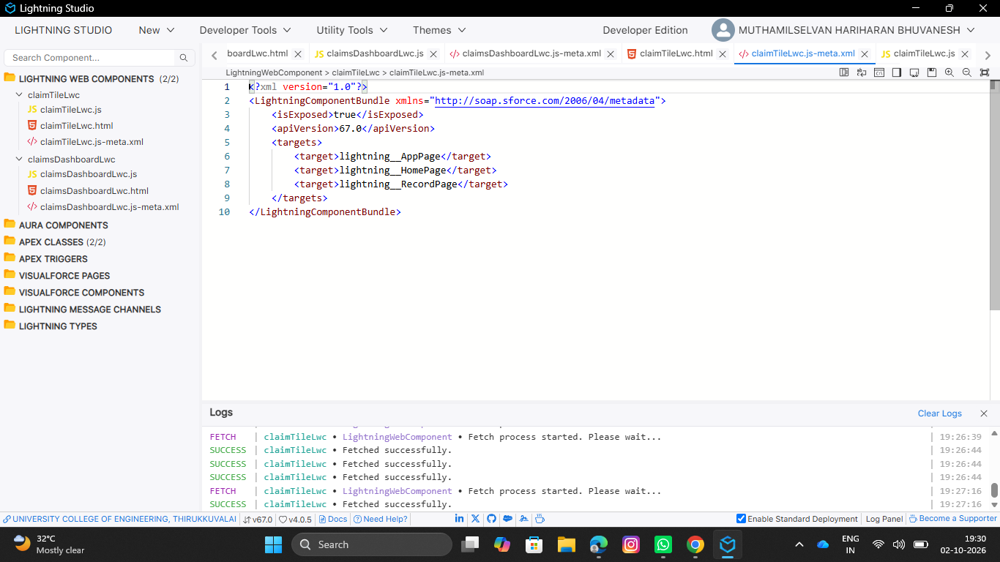 Lightning Studio
LIGHTNING STUDIO New Developer Tools Utility Tools Themes Developer Edition MUTHAMILSELVAN HARIHARAN BHUVANESH
Search Component...
boardLwc.html JS claimsDashboardLwc.js </> claimsDashboardLwc.js-meta.xml claimTileLwc.html </> claimTileLwc.js-meta.xml JS claimTileLwc.js
LightningWebComponent > claimTileLwc > claimTileLwc.js-meta.xml
LIGHTNING WEB COMPONENTS (2/2)
claimTileLwc
JS claimTileLwc.js
claimTileLwc.html
</> claimTileLwc.js-meta.xml
claimsDashboardLwc
JS claimsDashboardLwc.js
claimsDashboardLwc.html
</> claimsDashboardLwc.js-meta.xml
AURA COMPONENTS
APEX CLASSES (2/2)
APEX TRIGGERS
VISUALFORCE PAGES
VISUALFORCE COMPONENTS
LIGHTNING MESSAGE CHANNELS
LIGHTNING TYPES
1 <?xml version="1.0"?>
2 <LightningComponentBundle xmlns="http://soap.sforce.com/2006/04/metadata">
3 <isExposed>true</isExposed>
4 <apiVersion>67.0</apiVersion>
5 <targets>
6 <target>lightning__AppPage</target>
7 <target>lightning__HomePage</target>
8 <target>lightning__RecordPage</target>
9 </targets>
10 </LightningComponentBundle>
Logs Clear Logs
FETCH | claimTileLwc • LightningWebComponent • Fetch process started. Please wait... | 19:26:39
SUCCESS | claimTileLwc • Fetched successfully. | 19:26:44
SUCCESS | claimTileLwc • Fetched successfully. | 19:26:44
SUCCESS | claimTileLwc • Fetched successfully. | 19:26:44
FETCH | claimTileLwc • LightningWebComponent • Fetch process started. Please wait... | 19:27:16
SUCCESS | claimTileLwc • Fetched successfully. | 19:27:16
UNIVERSITY COLLEGE OF ENGINEERING, THIRUKKUVALAI v67.0 v4.0.5 Docs Need Help? in X Enable Standard Deployment Log Panel Become a Supporter
32°C
Mostly clear
Search
ENG
IN
19:30
02-10-2026